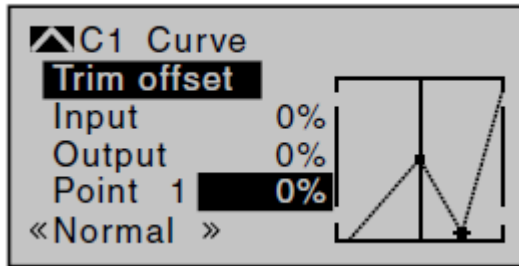 C1 Curve
Trim offset
Input 0%
Output 0%
Point 1 0%
«Normal »